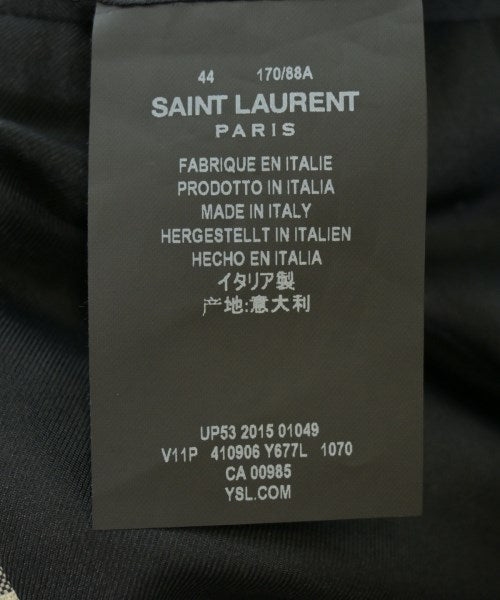 44 170/88A
SAINT LAURENT
PARIS
FABRIQUE EN ITALIE
PRODOTTO IN ITALIA
MADE IN ITALY
HERGESTELLT IN ITALIEN
HECHO EN ITALIA
イタリア製
产地:意大利
UP53 2015 01049
V11P 410906 Y677L 1070
CA 00985
YSL.COM